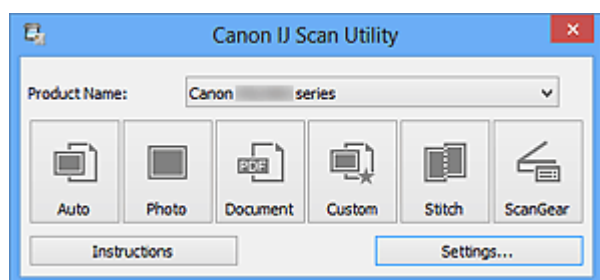 Canon IJ Scan Utility
Product Name: Canon series
Auto Photo Document Custom Stitch ScanGear
Instructions Settings...
PDF